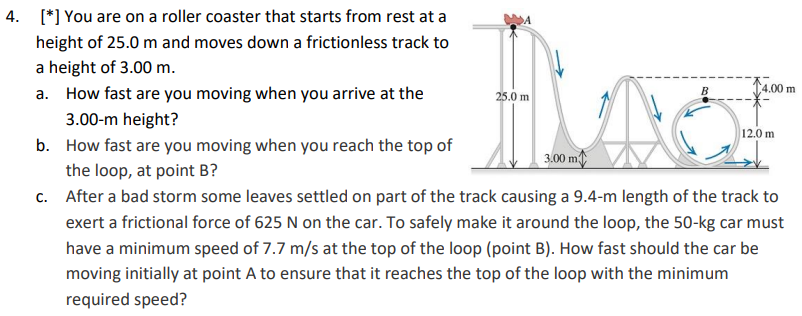 4. [*] You are on a roller coaster that starts from rest at a
height of 25.0 m and moves down a frictionless track to
a height of 3.00 m.
a. How fast are you moving when you arrive at the
3.00-m height?
b. How fast are you moving when you reach the top of
the loop, at point B?
A
25.0 m
3.00 m
B
4.00 m
12.0 m
c. After a bad storm some leaves settled on part of the track causing a 9.4-m length of the track to
exert a frictional force of 625 N on the car. To safely make it around the loop, the 50-kg car must
have a minimum speed of 7.7 m/s at the top of the loop (point B). How fast should the car be
moving initially at point A to ensure that it reaches the top of the loop with the minimum
required speed?